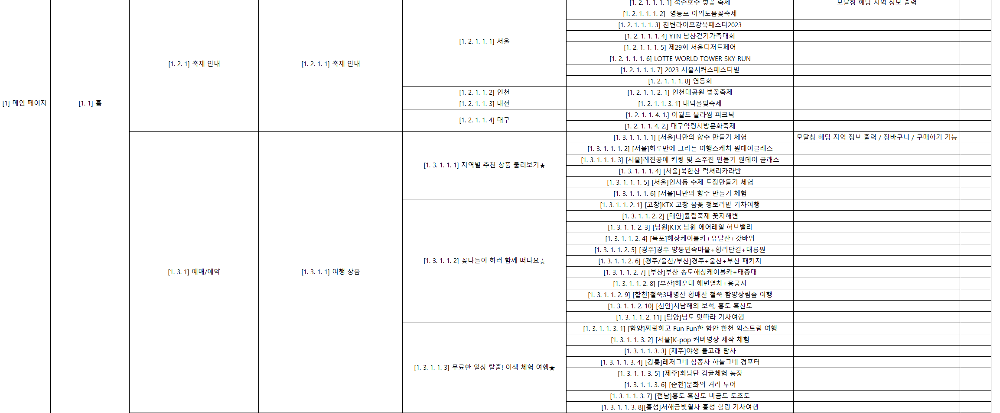 [1. 2. 1. 1. 1. 1] 석촌호수 벚꽃 축제
모달창 해당 지역 정보 출력
[1. 2. 1. 1. 1. 2] 영등포 여의도봄꽃축제
[1. 2. 1. 1. 1. 3] 천변라이프강북페스타2023
[1. 2. 1. 1. 1. 4] YTN 남산걷기가족대회
[1. 2. 1. 1. 1] 서울
[1. 2. 1. 1. 1. 5] 제29회 서울디저트페어
[1. 2. 1. 1. 1. 6] LOTTE WORLD TOWER SKY RUN
[1. 2. 1] 축제 안내
[1. 2. 1. 1] 축제 안내
[1. 2. 1. 1. 1. 7] 2023 서울서커스페스티벌
[1. 2. 1. 1. 1. 8] 연등회
[1. 2. 1. 1. 2] 인천
[1. 2. 1. 1. 2. 1] 인천대공원 벚꽃축제
[1] 메인 페이지
[1. 1] 홈
[1. 2. 1. 1. 3] 대전
[1. 2. 1. 1. 3. 1] 대덕물빛축제
[1. 2. 1. 1. 4] 대구
[1. 2. 1. 1. 4. 1.] 이월드 블라썸 피크닉
[1. 2. 1. 1. 4. 2.] 대구약령시방문화축제
[1. 3. 1. 1. 1. 1] [서울]나만의 향수 만들기 체험
모달창 해당 지역 정보 출력 / 장바구니 / 구매하기 기능
[1. 3. 1. 1. 1. 2] [서울]하루만에 그리는 여행스케치 원데이클래스
[1. 3. 1. 1. 1. 3] [서울]레진공예 키링 및 소주잔 만들기 원데이 클래스
[1. 3. 1. 1. 1] 지역별 추천 상품 둘러보기★
[1. 3. 1. 1. 1. 4] [서울]북한산 럭셔리카라반
[1. 3. 1. 1. 1. 5] [서울]인사동 수제 도장만들기 체험
[1. 3. 1. 1. 1. 6] [서울]나만의 향수 만들기 체험
[1. 3. 1. 1. 2. 1] [고창]KTX 고창 봄꽃 청보리밭 기차여행
[1. 3. 1. 1. 2. 2] [태안]튤립축제 꽃지해변
[1. 3. 1. 1. 2. 3] [남원]KTX 남원 에어레일 허브밸리
[1. 3. 1. 1. 2. 4] [목포]해상케이블카+유달산+갓바위
[1. 3. 1. 1. 2. 5] [경주]경주 양동민속마을+황리단길+대릉원
[1. 3. 1. 1. 2] 꽃나들이 하러 함께 떠나요☆
[1. 3. 1. 1. 2. 6] [경주/울산/부산]경주+울산+부산 패키지
[1. 3. 1] 예매/예약
[1. 3. 1. 1] 여행 상품
[1. 3. 1. 1. 2. 7] [부산]부산 송도해상케이블카+태종대
[1. 3. 1. 1. 2. 8] [부산]해운대 해변열차+용궁사
[1. 3. 1. 1. 2. 9] [합천]철쭉3대명산 황매산 철쭉 함양상림숲 여행
[1. 3. 1. 1. 2. 10] [신안]서남해의 보석, 홍도 흑산도
[1. 3. 1. 1. 2. 11] [담양]남도 맛따라 기차여행
[1. 3. 1. 1. 3. 1] [함양]짜릿하고 Fun Fun한 함안 합천 익스트림 여행
[1. 3. 1. 1. 3. 2] [서울]K-pop 커버영상 제작 체험
[1. 3. 1. 1. 3. 3] [제주]야생 돌고래 탐사
[1. 3. 1. 1. 3. 4] [강릉]레저그네 삼총사 하늘그네 경포터
[1. 3. 1. 1. 3] 무료한 일상 탈출! 이색 체험 여행★
[1. 3. 1. 1. 3. 5] [제주]최남단 감귤체험 농장
[1. 3. 1. 1. 3. 6] [순천]문화의 거리 투어
[1. 3. 1. 1. 3. 7] [전남]홍도 흑산도 비금도 도초도
[1. 3. 1. 1. 3. 8][홍성]서해금빛열차 홍성 힐링 기차여행